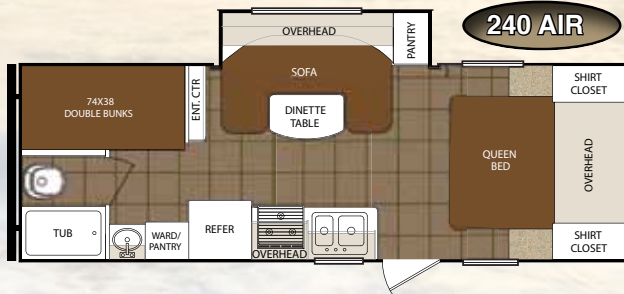 240 AIR
OVERHEAD
PANTRY
SOFA
DINETTE
TABLE
ENT. CTR
74X38
DOUBLE BUNKS
SHIRT
CLOSET
QUEEN
BED
OVERHEAD
SHIRT
CLOSET
TUB
WARD/
PANTRY
REFER
OVERHEAD